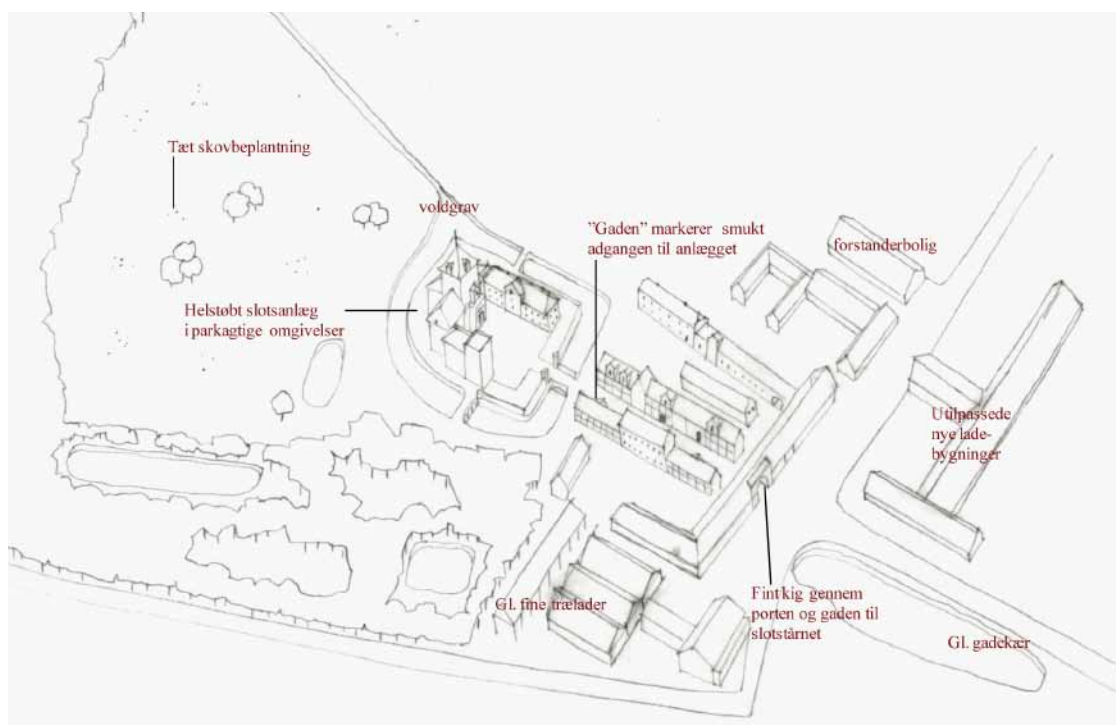 Tæt skovbeplantning
voldgrav
"Gaden" markerer smukt
adgangen til anlægget
forstanderbolig
Helstøbt slotsanlæg
i parkagtige omgivelser
Utilpassede
nye lade-
bygninger
Gl. fine trælader
Fint kig gennem
porten og gaden til
slotstårnet
Gl. gadekær